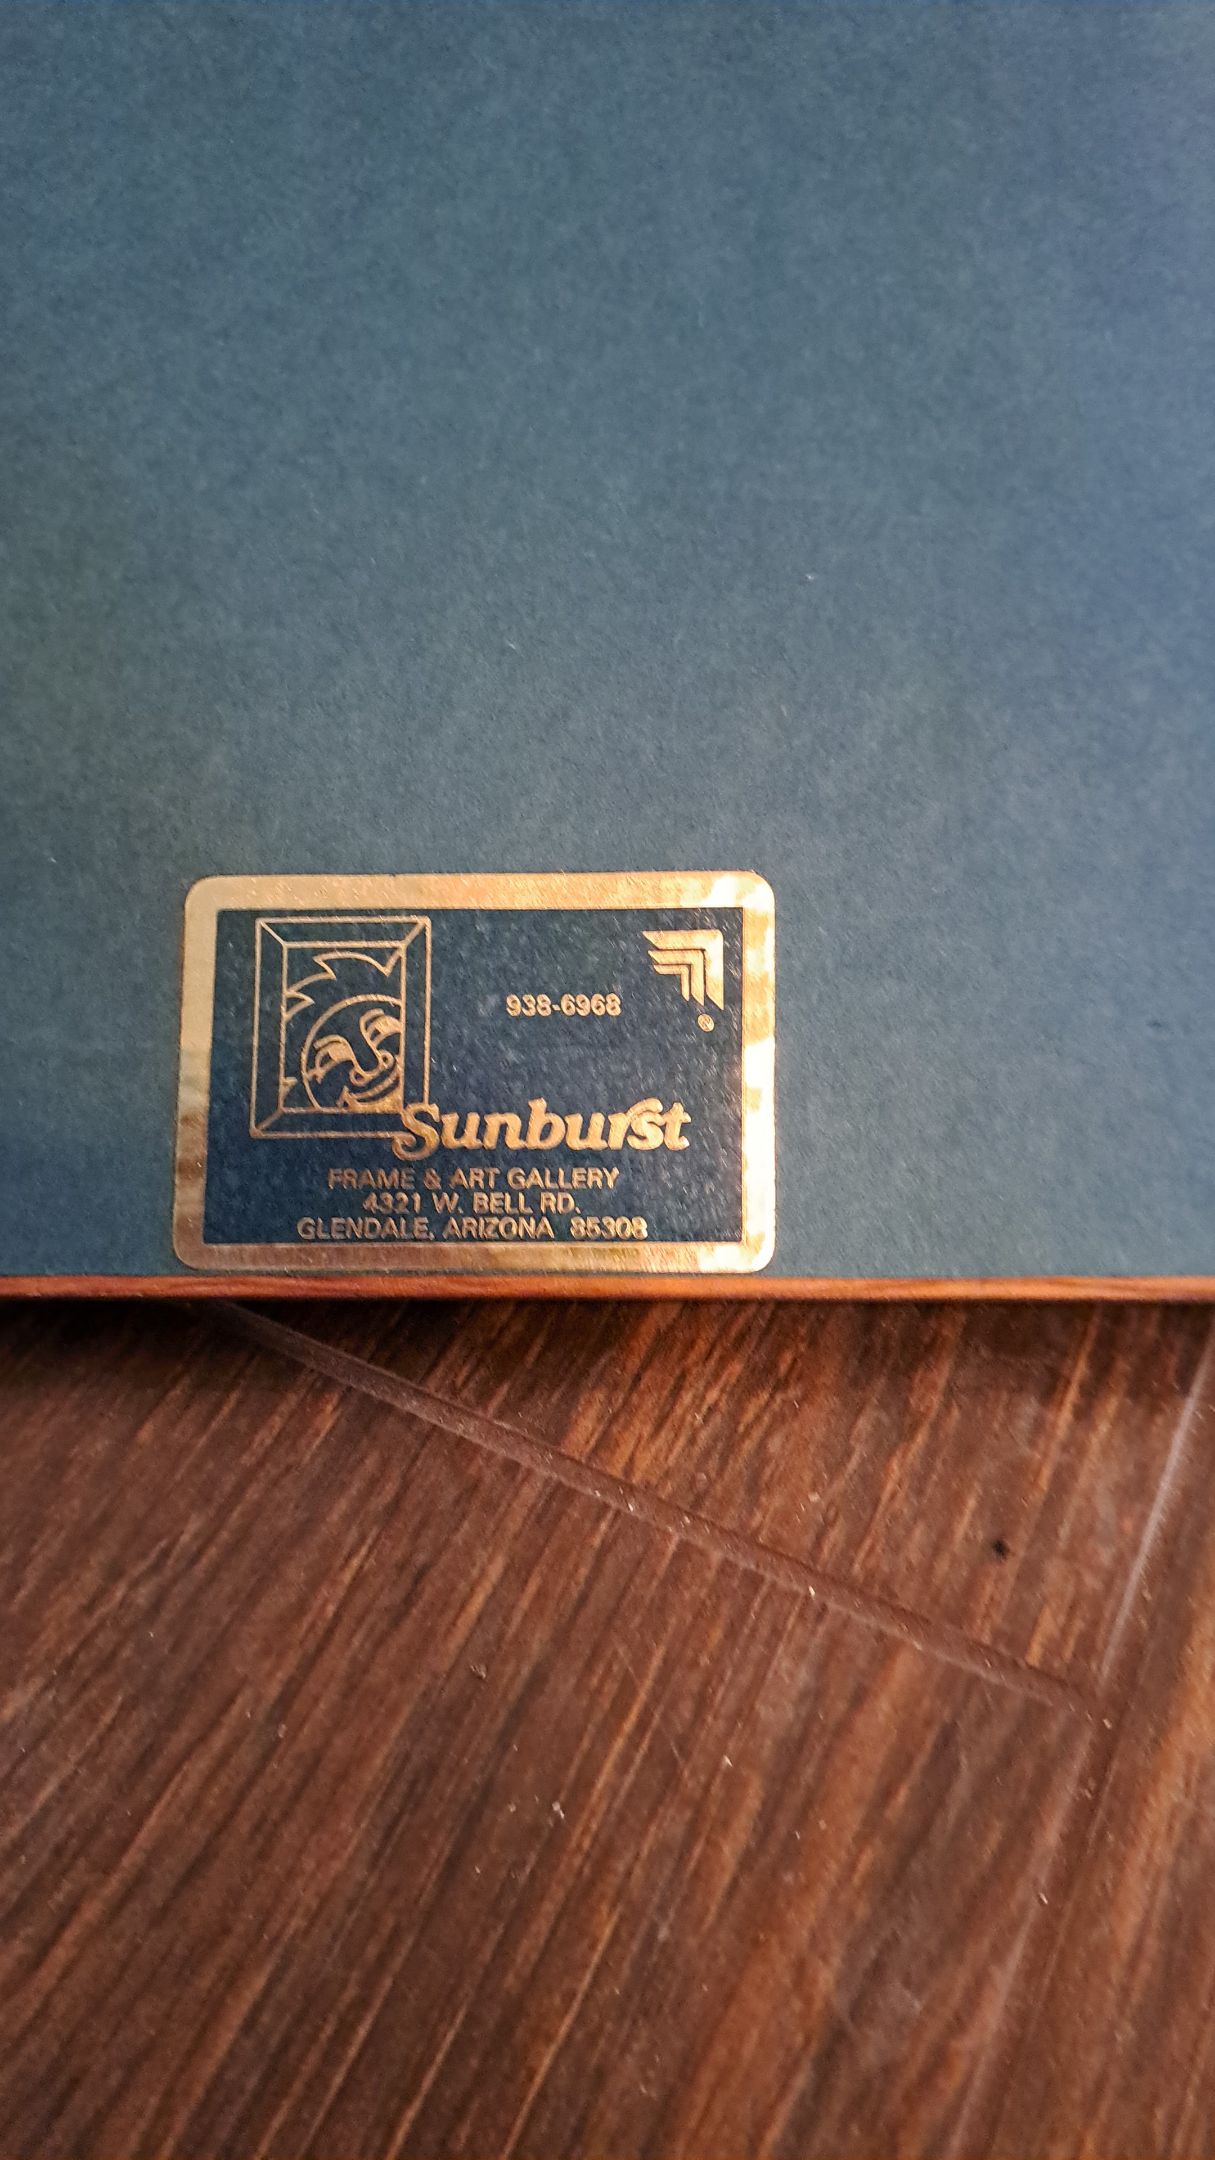 938-6968
®
Sunburst
FRAME & ART GALLERY
4321 W. BELL RD.
GLENDALE, ARIZONA 85308